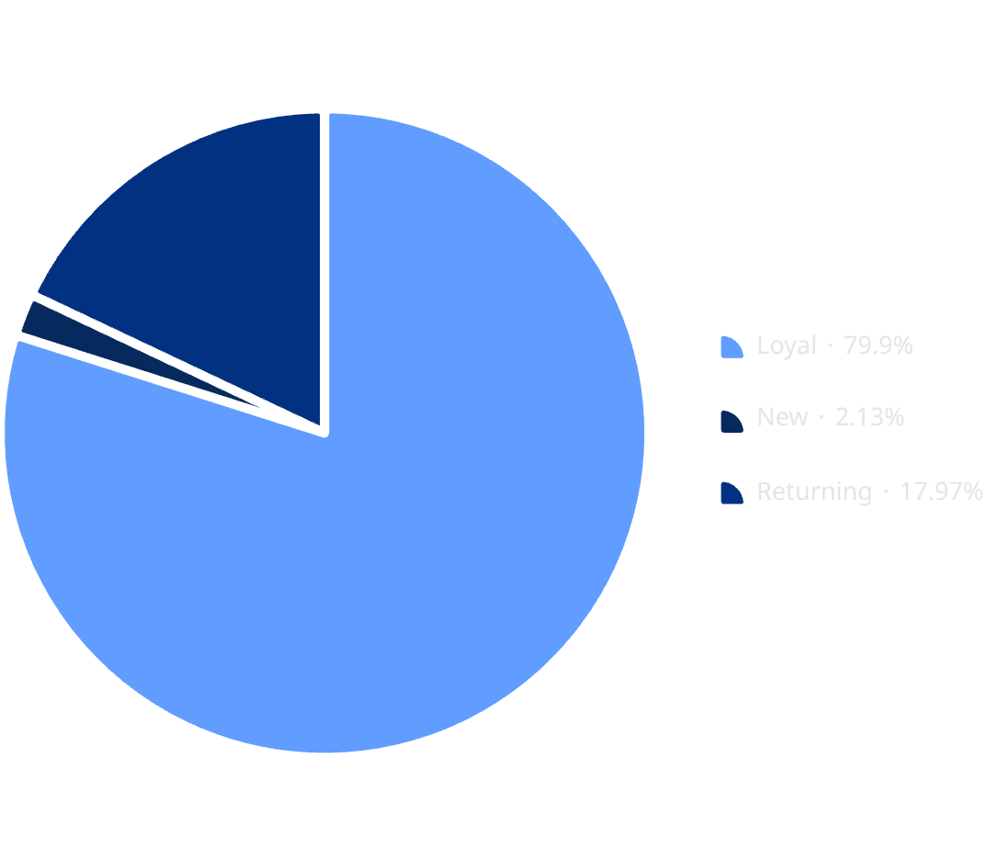 Loyal · 79.9%
New · 2.13%
Returning · 17.97%